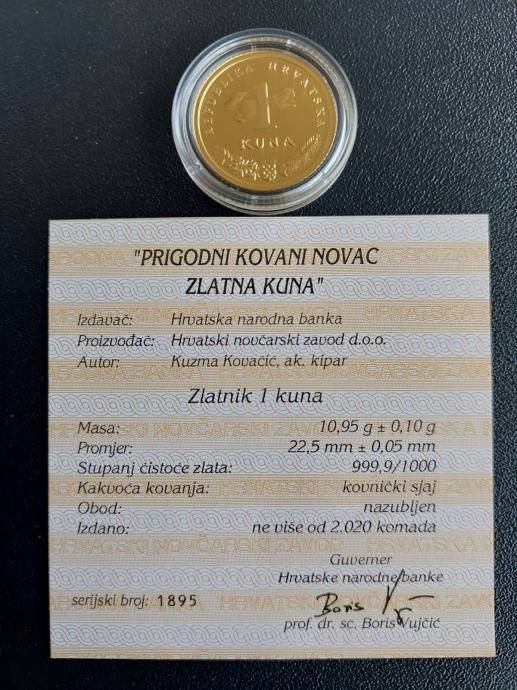 REPUBLIKA HRVATSKA
1
KUNA
"PRIGODNI KOVANI NOVAC
ZLATNA KUNA"
Izdavač: Hrvatska narodna banka
Proizvođač: Hrvatski novčarski zavod d.o.o.
Autor: Kuzma Kovačić, ak. kipar
Zlatnik 1 kuna
Masa: 10,95 g ± 0,10 g
Promjer: 22,5 mm ± 0,05 mm
Stupanj čistoće zlata: 999,9/1000
Kakvoća kovanja: kovnički sjaj
Obod: nazubljen
Izdano: ne više od 2.020 komada
Guverner
Hrvatske narodne banke
serijski broj: 1895
Boris
prof. dr. sc. Boris Vujčić